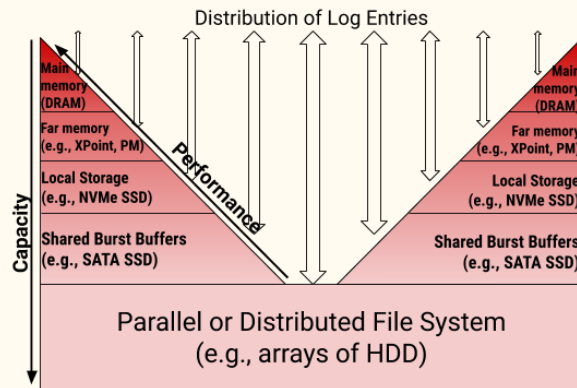 Distribution of Log Entries
Main
memory
(DRAM)
Far memory
(e.g., XPoint, PM)
Local Storage
(e.g., NVMe SSD)
Shared Burst Buffers
(e.g., SATA SSD)
Capacity
Performance
Main
memory
(DRAM)
Far memory
(e.g., XPoint, PM)
Local Storage
(e.g., NVMe SSD)
Shared Burst Buffers
(e.g., SATA SSD)
Parallel or Distributed File System
(e.g., arrays of HDD)